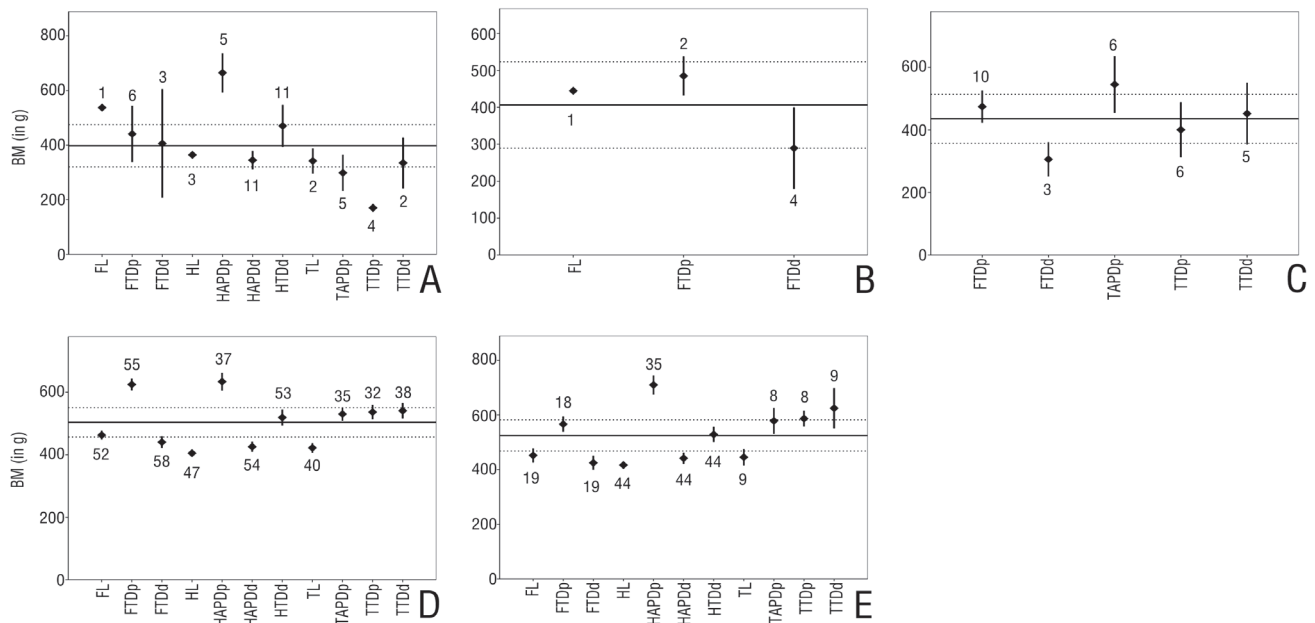 800
600
400
200
0
BM (in g)
1
6
3
3
5
11
11
2
5
4
2
FL
FTDp
FTDd
HL
HAPDp
HAPDd
HTDd
TL
TAPDp
TTDp
TTDd
A
600
500
400
300
200
100
0
1
2
4
FL
FTDp
FTDd
B
600
400
200
0
10
3
6
6
5
FTDp
FTDd
TAPDp
TTDp
TTDd
C
600
400
200
0
BM (in g)
52
55
58
47
37
54
53
40
35
32
38
FL
FTDp
FTDd
HL
HAPDp
HAPDd
HTDd
TL
TAPDp
TTDp
TTDd
D
800
600
400
200
0
19
18
19
44
35
44
44
9
8
8
9
FL
FTDp
FTDd
HL
HAPDp
HAPDd
HTDd
TL
TAPDp
TTDp
TTDd
E